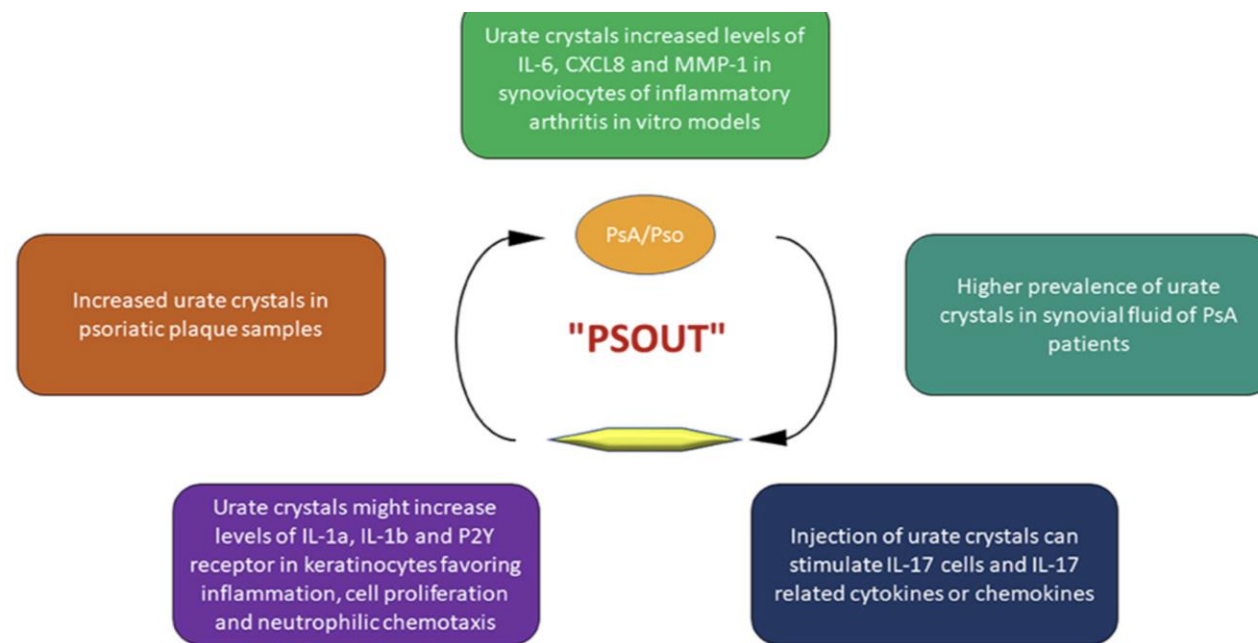 Urate crystals increased levels of
IL-6, CXCL8 and MMP-1 in
synoviocytes of inflammatory
arthritis in vitro models
PsA/Pso
Increased urate crystals in
psoriatic plaque samples
"PSOUT"
Higher prevalence of urate
crystals in synovial fluid of PsA
patients
Urate crystals might increase
levels of IL-1a, IL-1b and P2Y
receptor in keratinocytes favoring
inflammation, cell proliferation
and neutrophilic chemotaxis
Injection of urate crystals can
stimulate IL-17 cells and IL-17
related cytokines or chemokines